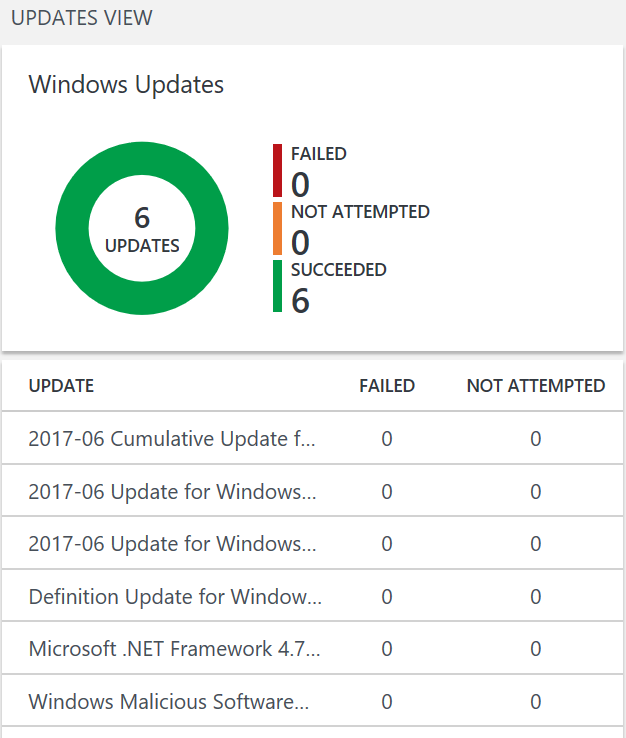 UPDATES VIEW
Windows Updates
6
UPDATES
FAILED
0
NOT ATTEMPTED
0
SUCCEEDED
6
UPDATE FAILED NOT ATTEMPTED
2017-06 Cumulative Update f... 0 0
2017-06 Update for Windows... 0 0
2017-06 Update for Windows... 0 0
Definition Update for Window... 0 0
Microsoft .NET Framework 4.7... 0 0
Windows Malicious Software... 0 0